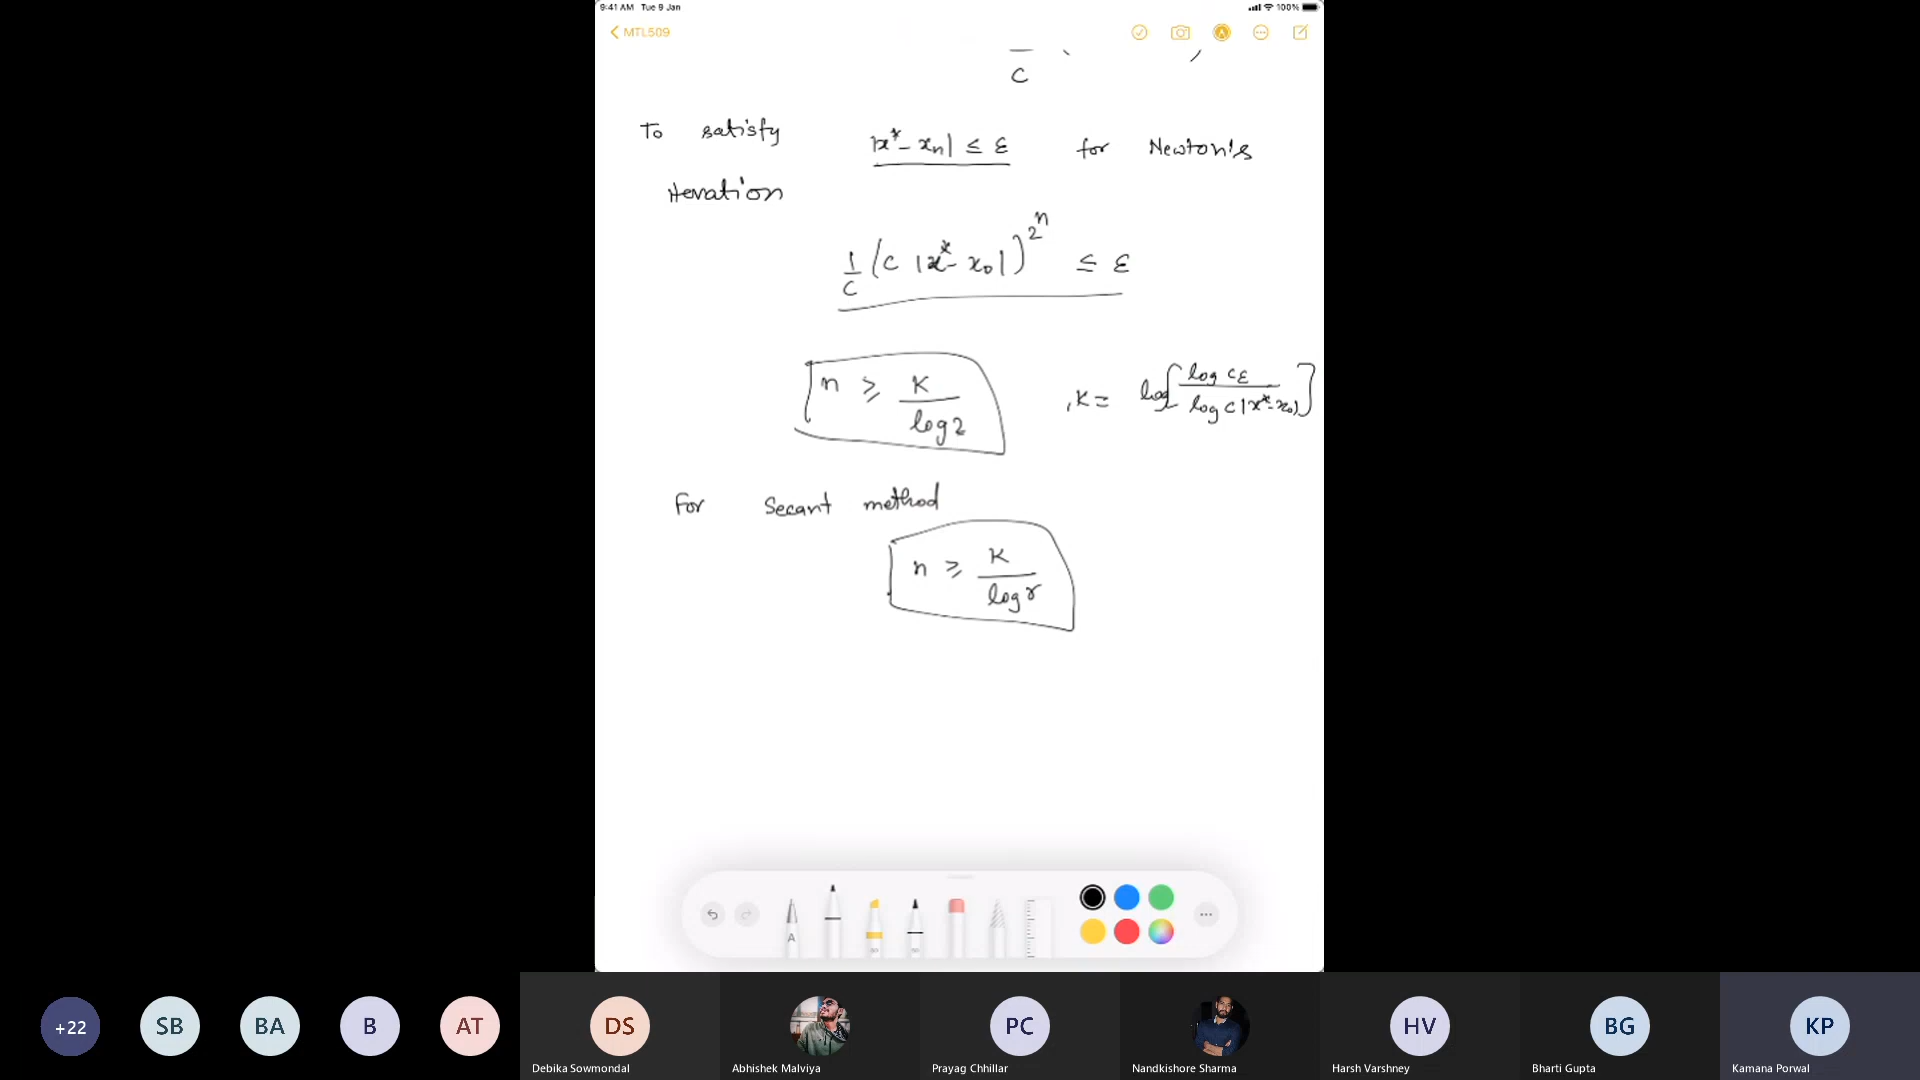 9:41 AM Tue 9 Jan
100%
MTL509
C
To satisfy |x* - xn| ≤ ε for Newton's
Iteration
1/C (C |x* - x0|)^2^n ≤ ε
n ≥ K / log 2 , K = log [ log Cε / log C|x* - x0| ]
For Secant method
n ≥ K / log r
A
+22
SB
BA
B
AT
DS
PC
HV
BG
KP
Debika Sowmondal
Abhishek Malviya
Prayag Chhillar
Nandkishore Sharma
Harsh Varshney
Bharti Gupta
Kamana Porwal